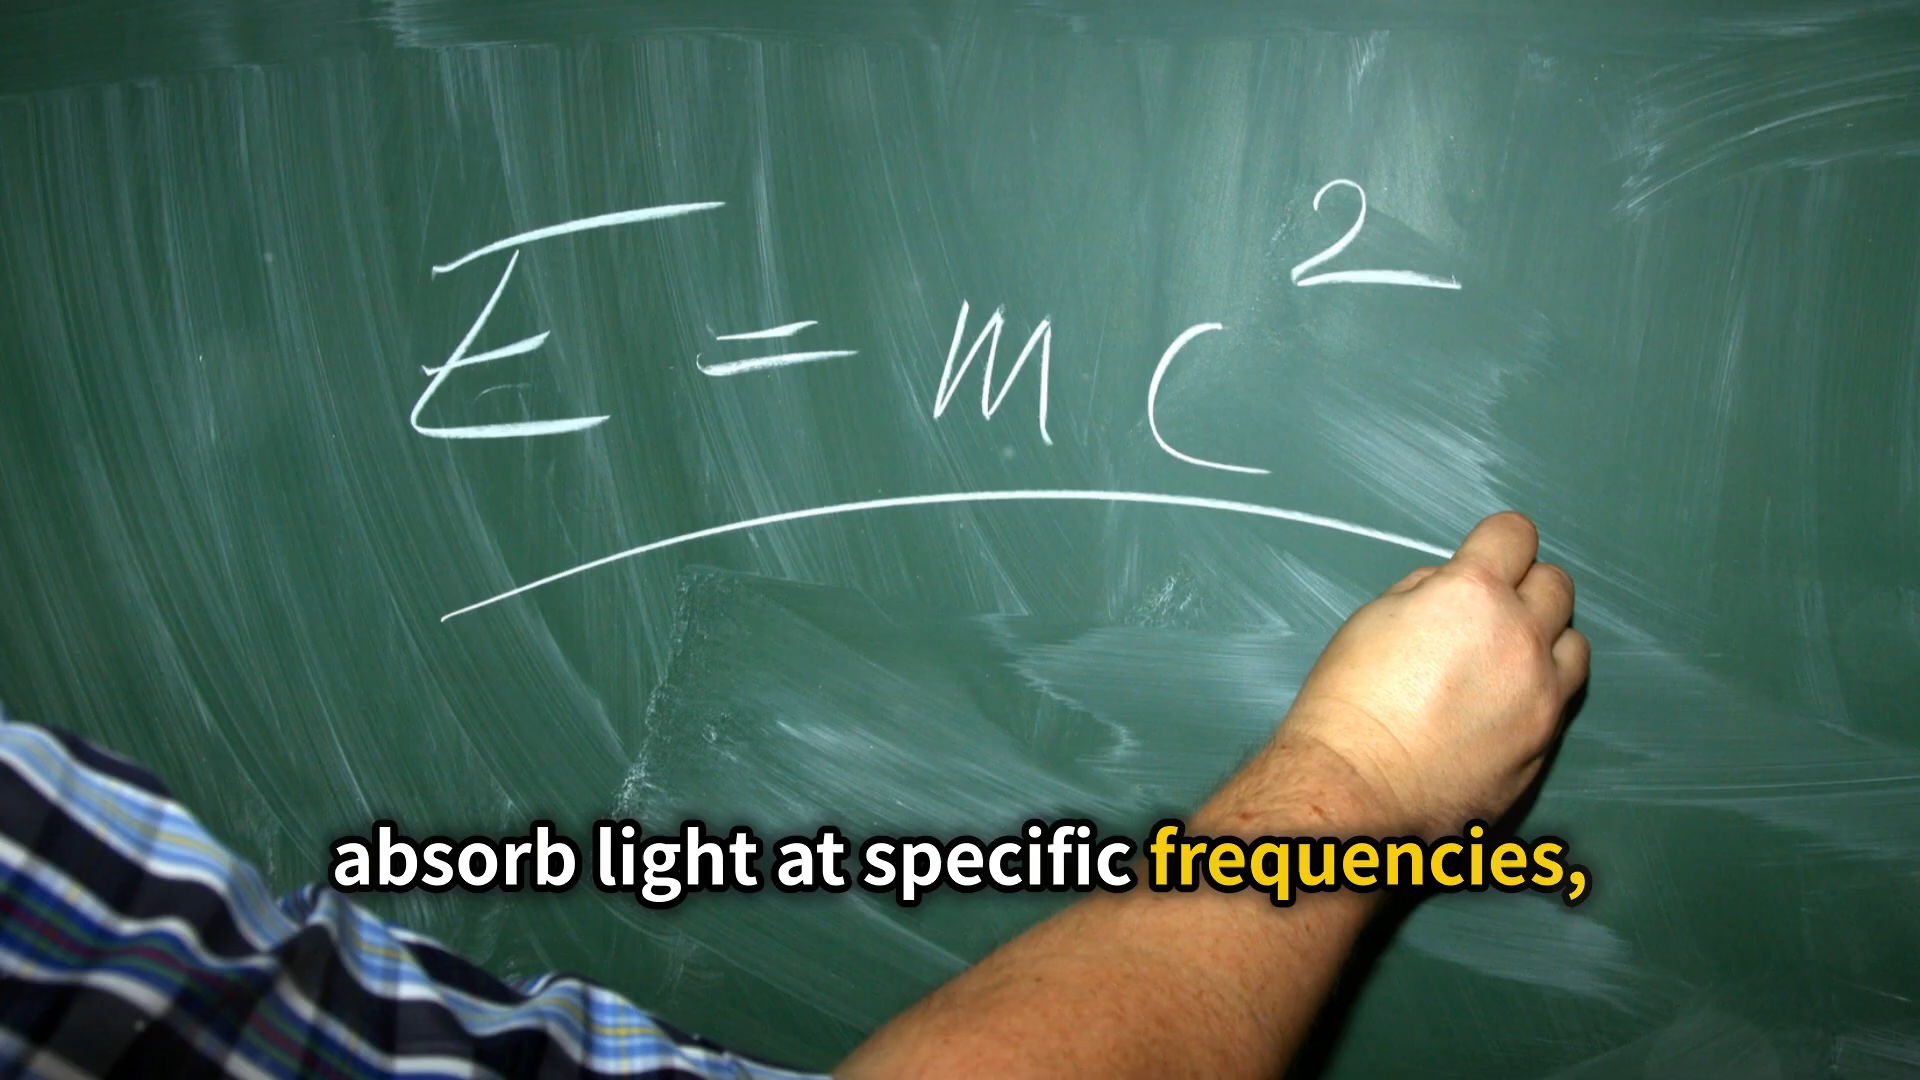 E = mc²
absorb light at specific frequencies,